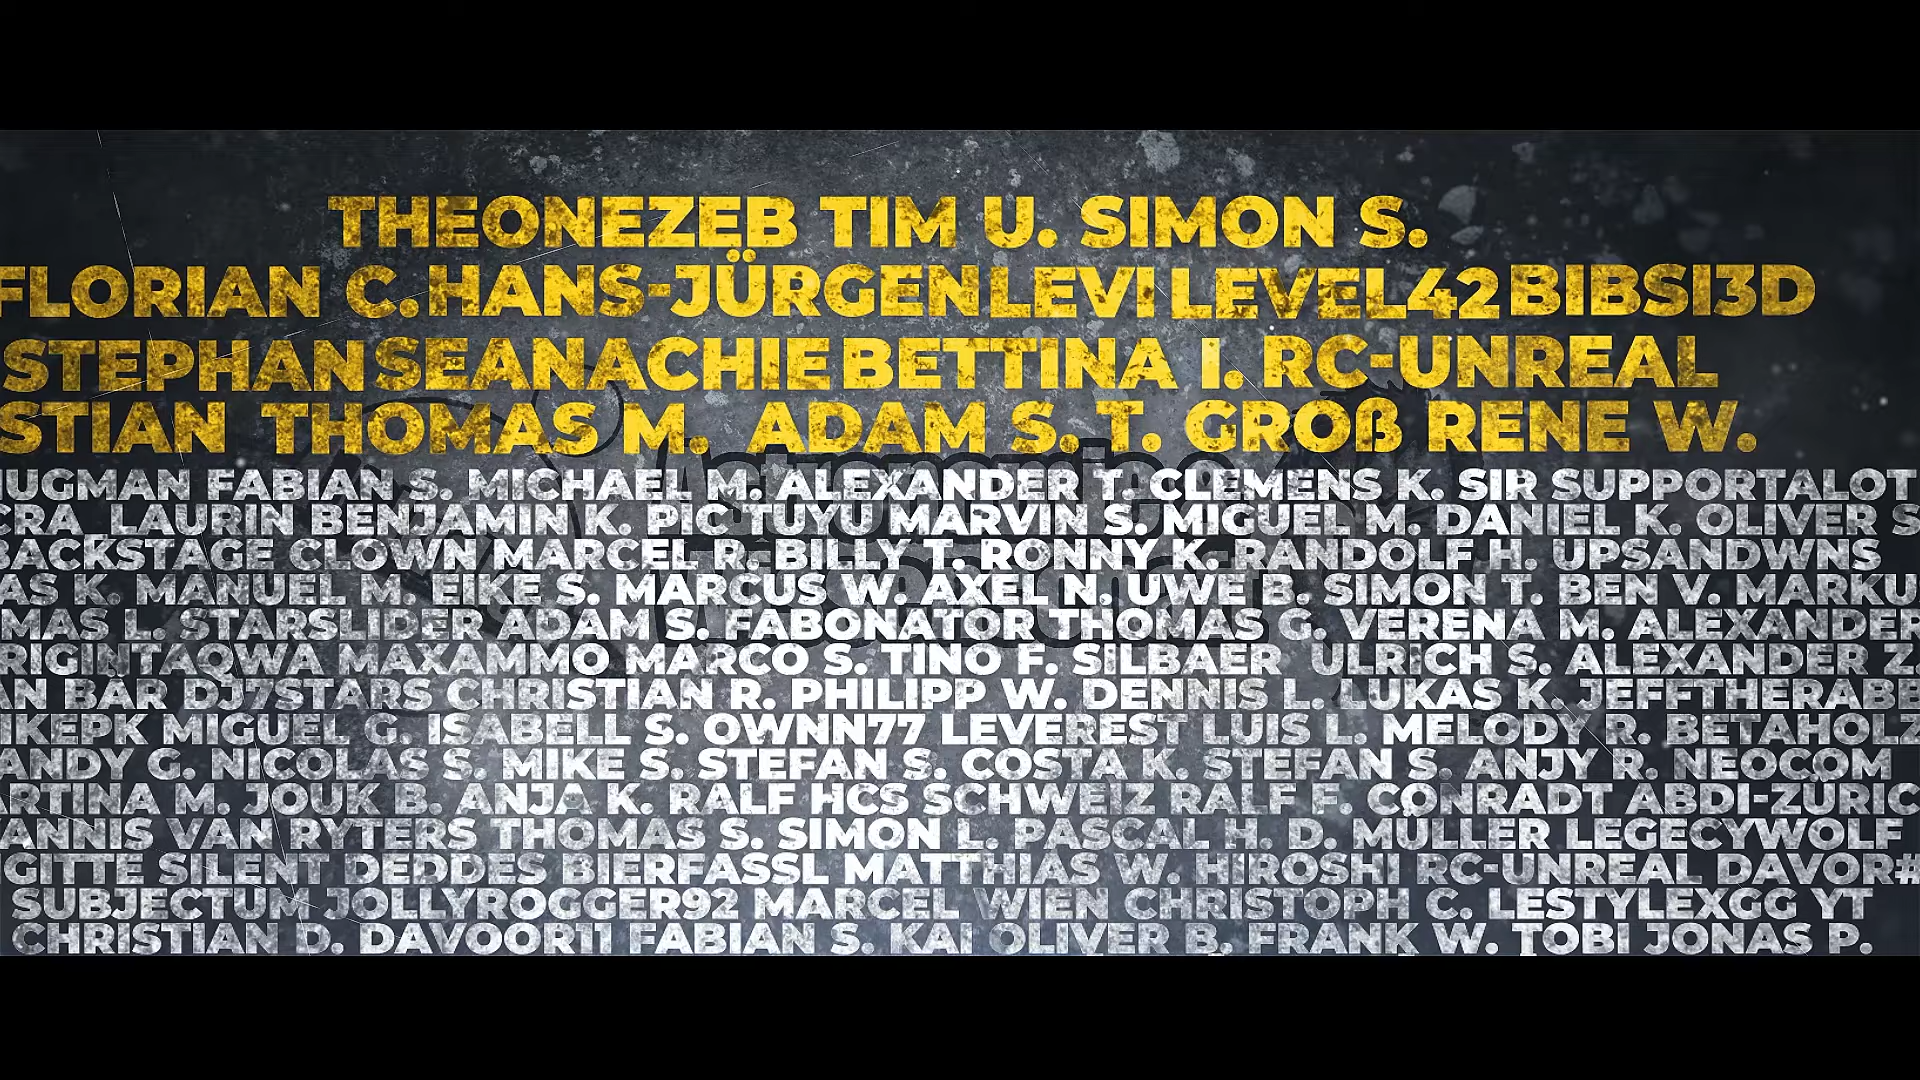 THEONEZEB TIM U. SIMON S.
FLORIAN C. HANS-JÜRGEN LEVI LEVEL42 BIBSI3D
STEPHAN SEANACHIE BETTINA I. RC-UNREAL
STIAN THOMAS M. ADAM S. T. GROß RENE W.
UGMAN FABIAN S. MICHAEL M. ALEXANDER T. CLEMENS K. SIR SUPPORTALOT
CRA_LAURIN BENJAMIN K. PIC TUYU MARVIN S. MIGUEL M. DANIEL K. OLIVER S
BACKSTAGE CLOWN MARCEL R. BILLY T. RONNY K. RANDOLF H. UPSANDWNS
AS K. MANUEL M. EIKE S. MARCUS W. AXEL N. UWE B. SIMON T. BEN V. MARKU
MAS L. STARSLIDER ADAM S. FABONATOR THOMAS G. VERENA M. ALEXANDER
RIGINTAQWA MAXAMMO MARCO S. TINO F. SILBAER_ULRICH S. ALEXANDER Z.
AN BÄR DJ7STARS CHRISTIAN R. PHILIPP W. DENNIS L. LUKAS K. JEFFTHERABB
IKEPK MIGUEL G. ISABELL S. OWNN77 LEVEREST LUIS L. MELODY R. BETAHOLZ
ANDY G. NICOLAS S. MIKE S. STEFAN S. COSTA K. STEFAN S. ANJY R. NEOCOM
ARTINA M. JOUK B. ANJA K. RALF HCS SCHWEIZ RALF F. CONRADT ABDI-ZÜRIC
ANNIS VAN RYTERS THOMAS S. SIMON L. PASCAL H. D. MÜLLER LEGECYWOLF
GITTE SILENT DEDDES BIERFASSL MATTHIAS W. HIROSHI RC-UNREAL DAVOR#
SUBJECTUM JOLLYROGGER92 MARCEL_WIEN CHRISTOPH C. LESTYLEXGG YT
CHRISTIAN D. DAVOOR11 FABIAN S. KAI OLIVER B. FRANK W. TOBI JONAS P.